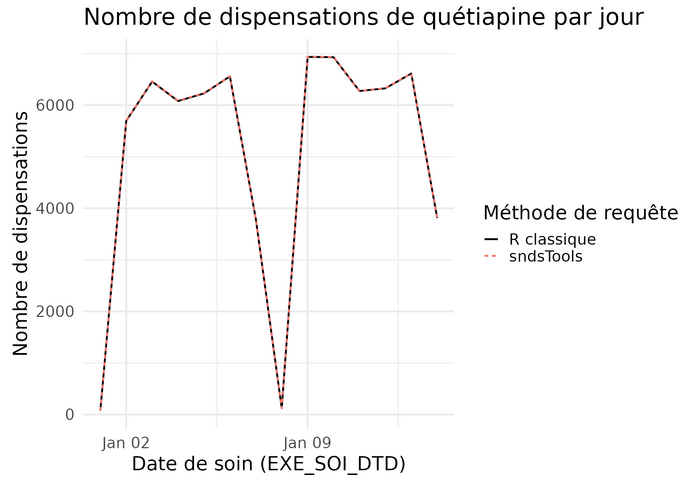 Nombre de dispensations de quétiapine par jour
Nombre de dispensations
6000
4000
2000
0
Jan 02
Jan 09
Date de soin (EXE_SOI_DTD)
Méthode de requête
R classique
sndsTools